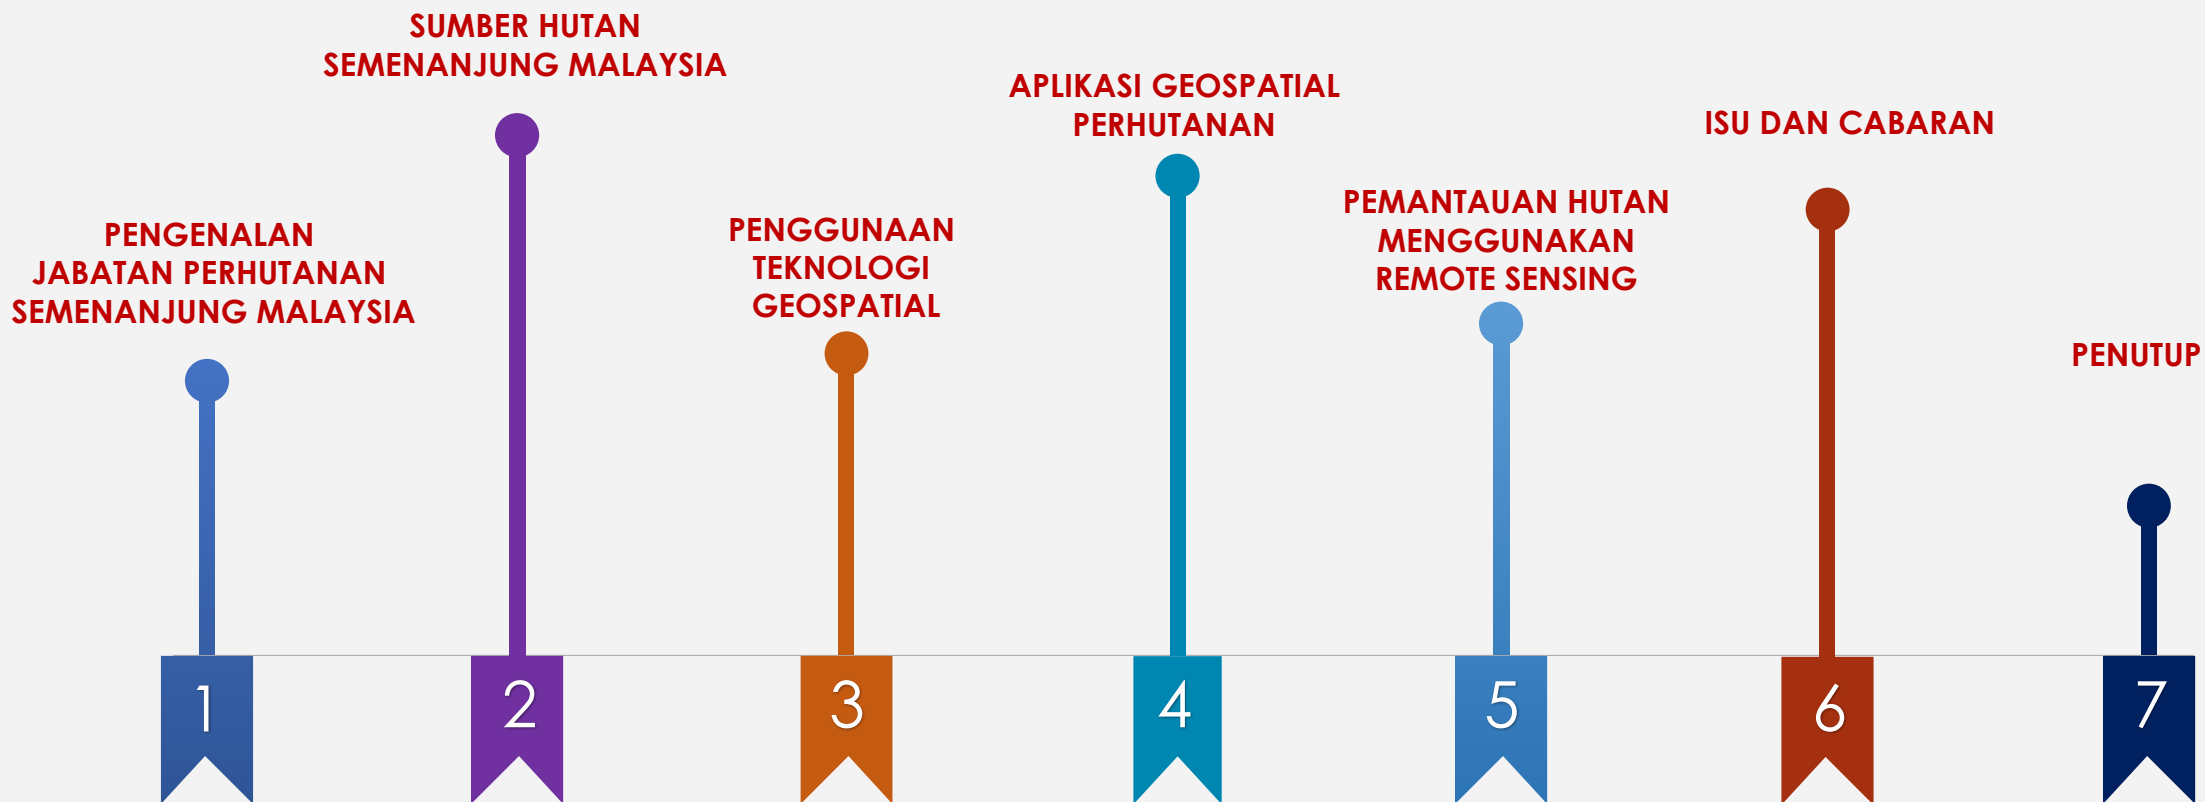 PENGENALAN
JABATAN PERHUTANAN
SEMENANJUNG MALAYSIA
1
SUMBER HUTAN
SEMENANJUNG MALAYSIA
2
PENGGUNAAN
TEKNOLOGI
GEOSPATIAL
3
APLIKASI GEOSPATIAL
PERHUTANAN
4
PEMANTAUAN HUTAN
MENGGUNAKAN
REMOTE SENSING
5
ISU DAN CABARAN
6
PENUTUP
7